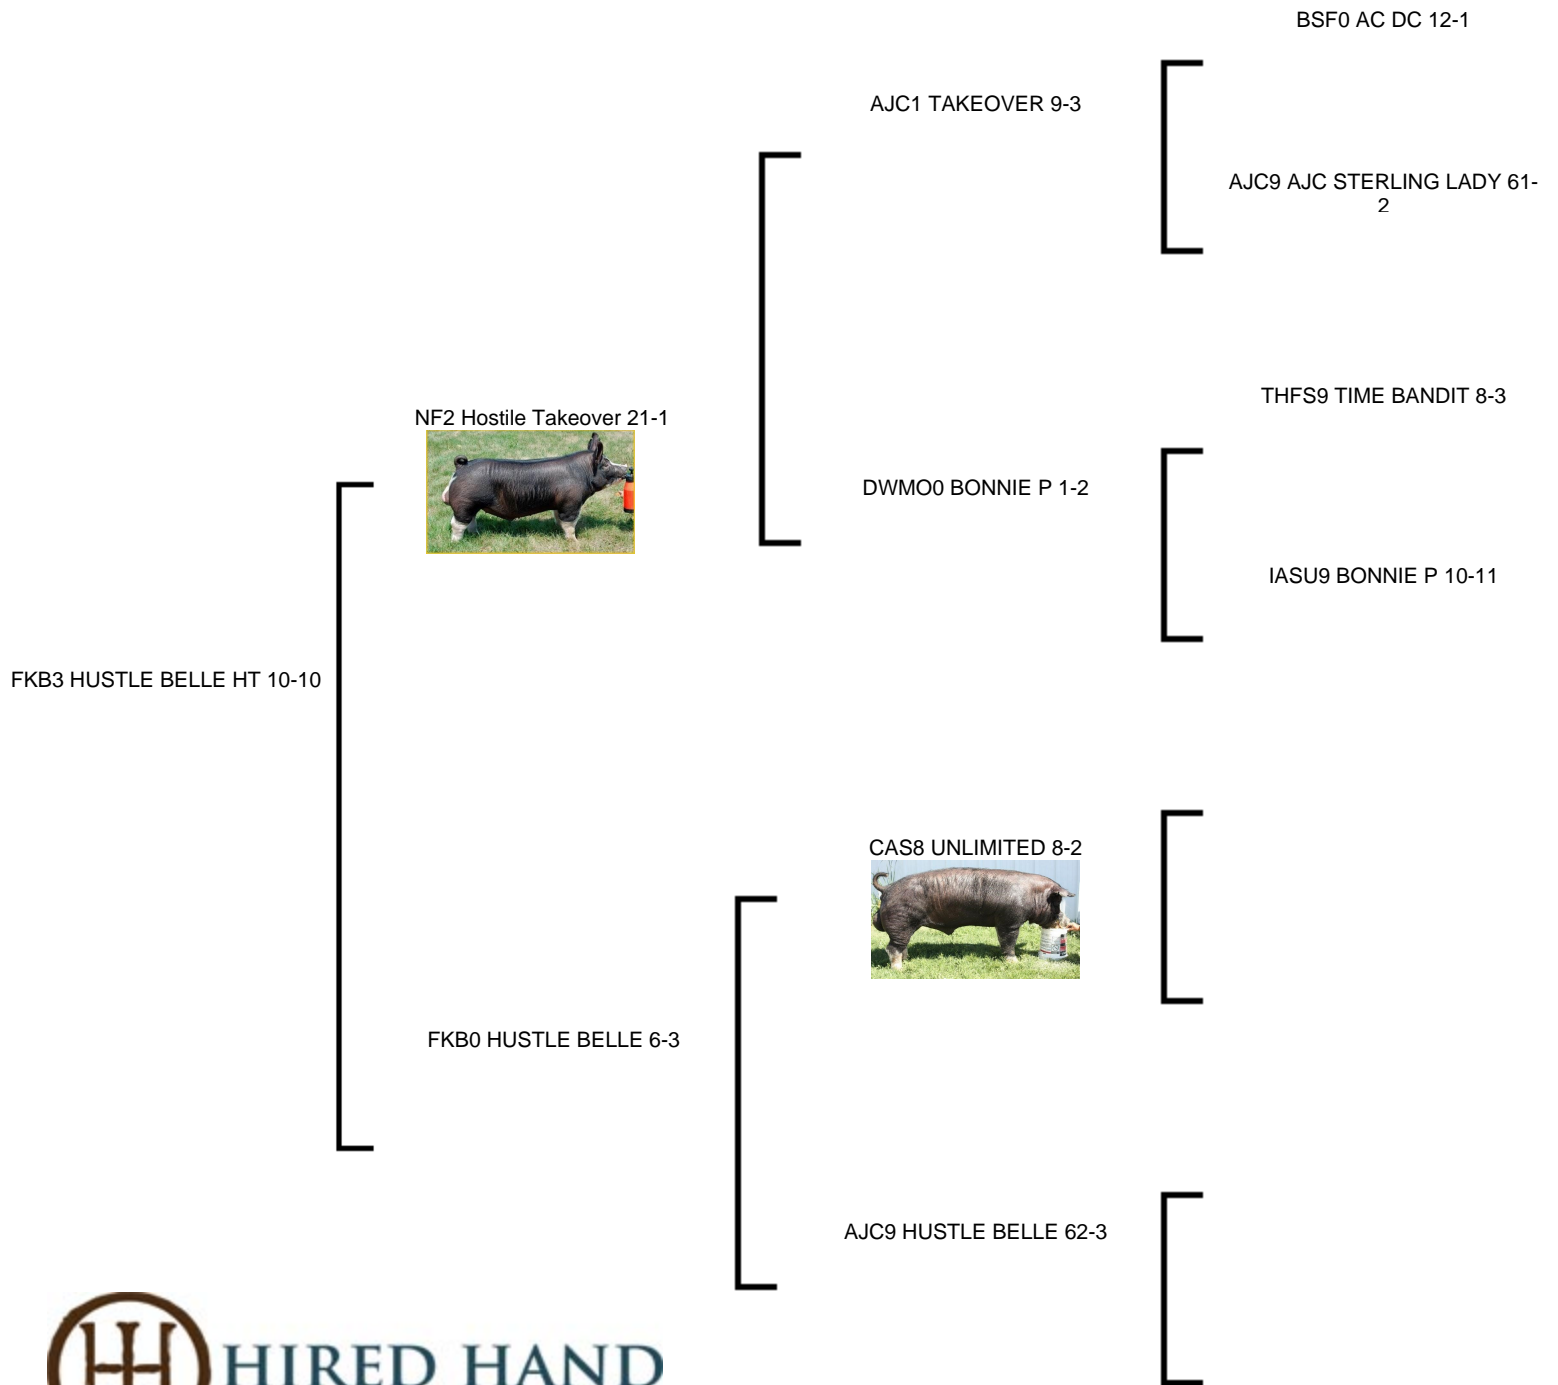 BSF0 AC DC 12-1
AJC1 TAKEOVER 9-3
AJC9 AJC STERLING LADY 61-
2
THFS9 TIME BANDIT 8-3
NF2 Hostile Takeover 21-1
DWMO0 BONNIE P 1-2
IASU9 BONNIE P 10-11
FKB3 HUSTLE BELLE HT 10-10
CAS8 UNLIMITED 8-2
FKB0 HUSTLE BELLE 6-3
AJC9 HUSTLE BELLE 62-3
HIRED HAND